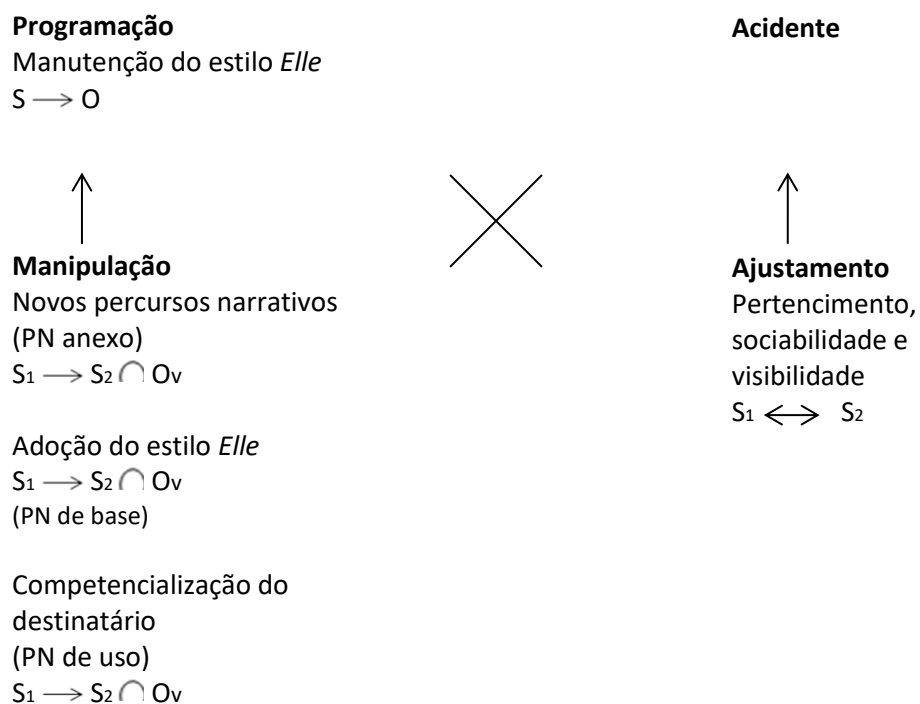 Programação
Manutenção do estilo Elle
S ⟶ O
Acidente
Manipulação
Novos percursos narrativos
(PN anexo)
S1 ⟶ S2 ⌒ Ov
Adoção do estilo Elle
S1 ⟶ S2 ⌒ Ov
(PN de base)
Competencialização do
destinatário
(PN de uso)
S1 ⟶ S2 ⌒ Ov
Ajustamento
Pertencimento,
sociabilidade e
visibilidade
S1 ⟷ S2